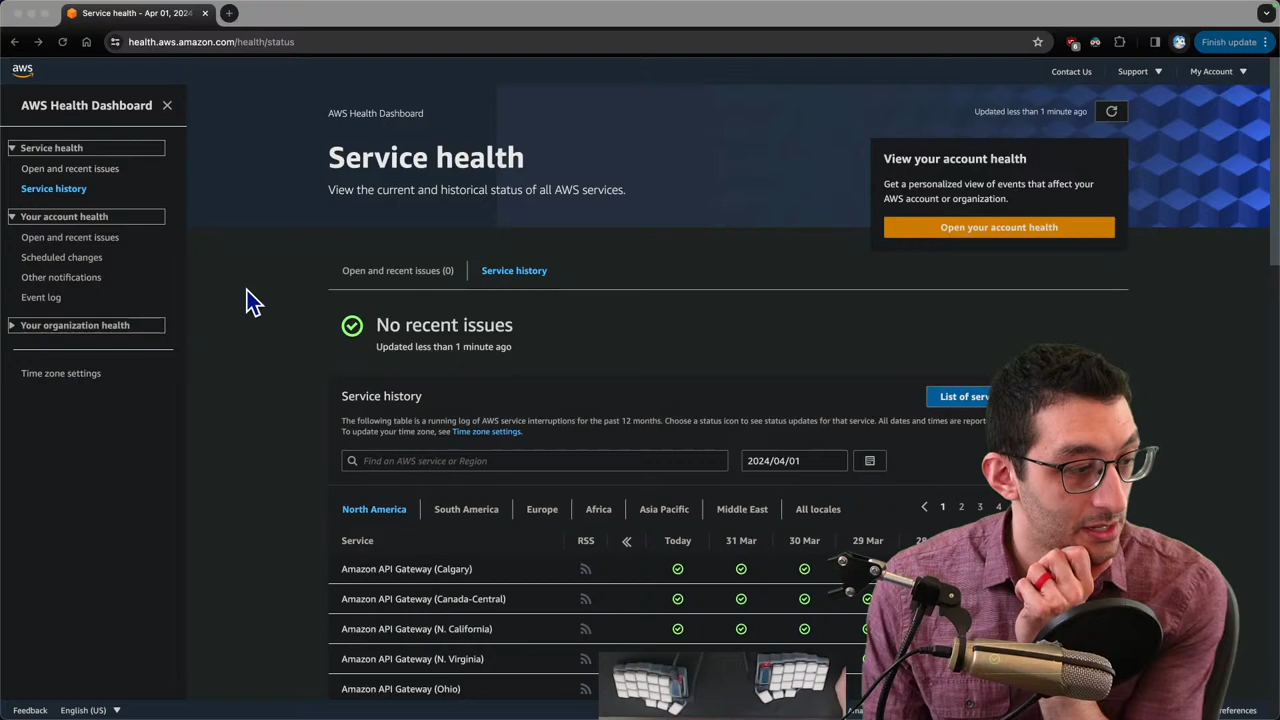 Service health - Apr 01, 2024
health.aws.amazon.com/health/status
6
Finish update
aws
Contact Us
Support
My Account
AWS Health Dashboard
Service health
Open and recent issues
Service history
Your account health
Open and recent issues
Scheduled changes
Other notifications
Event log
Your organization health
Time zone settings
AWS Health Dashboard
Updated less than 1 minute ago
Service health
View the current and historical status of all AWS services.
View your account health
Get a personalized view of events that affect your
AWS account or organization.
Open your account health
Open and recent issues (0)
Service history
No recent issues
Updated less than 1 minute ago
Service history
List of serv
The following table is a running log of AWS service interruptions for the past 12 months. Choose a status icon to see status updates for that service. All dates and times are report
To update your time zone, see Time zone settings.
Find an AWS service or Region
2024/04/01
North America
South America
Europe
Africa
Asia Pacific
Middle East
All locales
1 2 3 4
Service
RSS
Today
31 Mar
30 Mar
29 Mar
28
Amazon API Gateway (Calgary)
Amazon API Gateway (Canada-Central)
Amazon API Gateway (N. California)
Amazon API Gateway (N. Virginia)
Amazon API Gateway (Ohio)
Feedback
English (US)
references